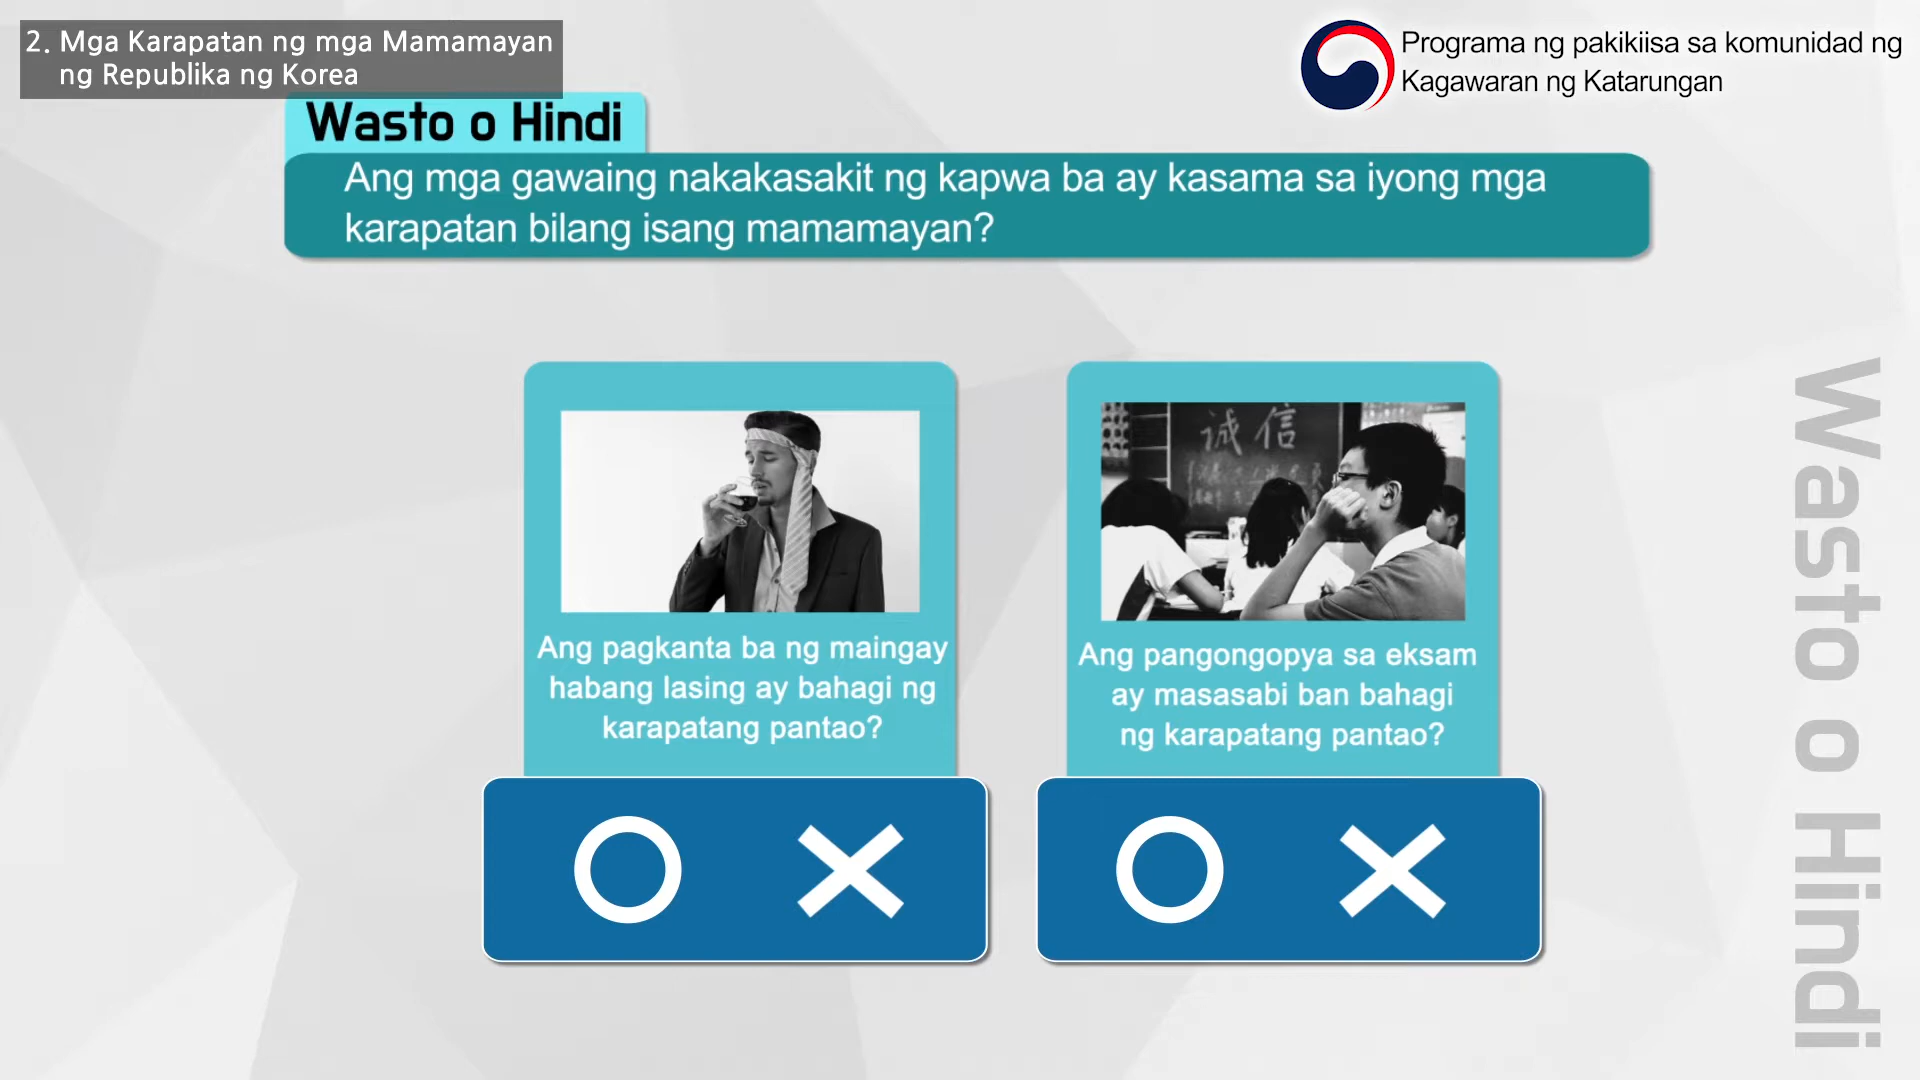 2. Mga Karapatan ng mga Mamamayan
ng Republika ng Korea
Programa ng pakikiisa sa komunidad ng
Kagawaran ng Katarungan
Wasto o Hindi
Ang mga gawaing nakakasakit ng kapwa ba ay kasama sa iyong mga
karapatan bilang isang mamamayan?
诚信
Ang pagkanta ba ng maingay
habang lasing ay bahagi ng
karapatang pantao?
Ang pangongopya sa eksam
ay masasabi ban bahagi
ng karapatang pantao?
Wasto o Hindi